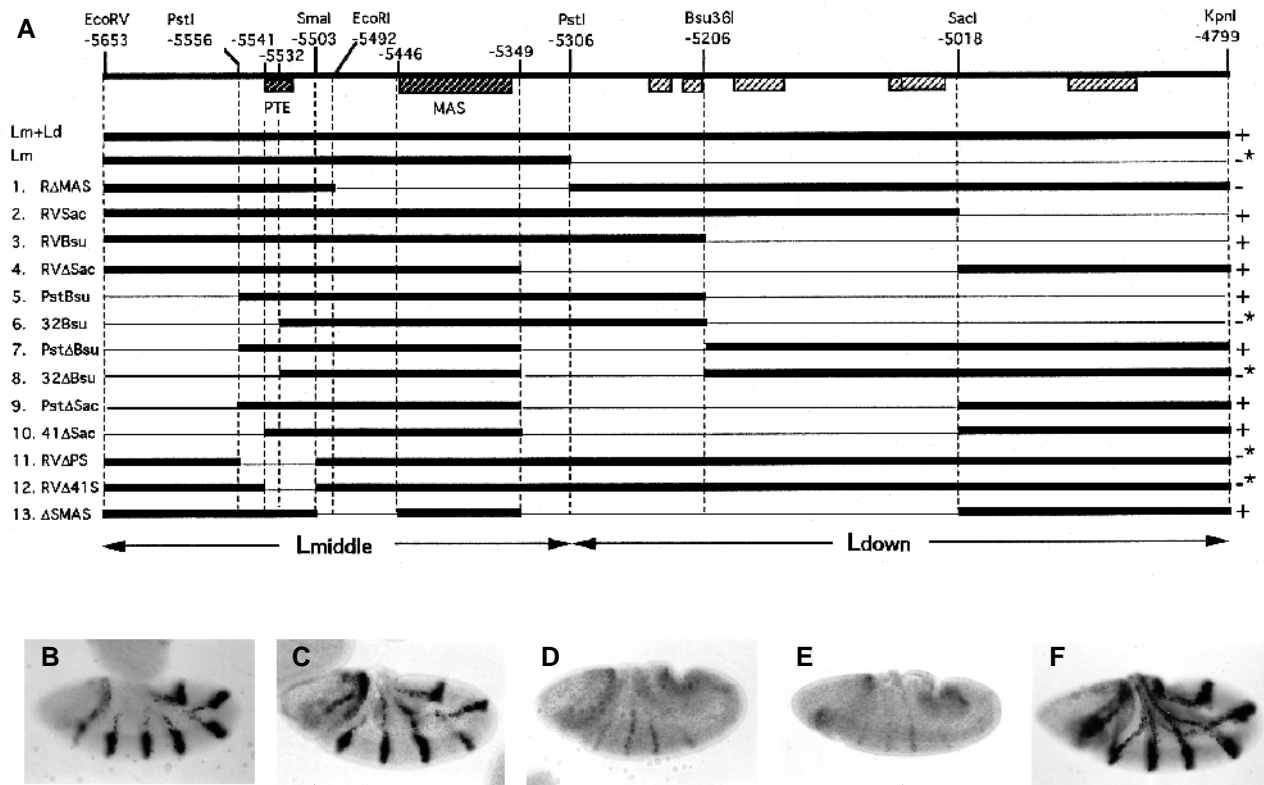 A
EcoRV PstI SmaI EcoRI PstI Bsu36I SacI KpnI
-5653 -5556 -5541 -5532 -5503 -5492 -5446 -5349 -5306 -5206 -5018 -4799
PTE MAS
Lm+Ld +
Lm -*
1. RΔMAS -
2. RVSac +
3. RVBsu +
4. RVΔSac +
5. PstBsu +
6. 32Bsu -*
7. PstΔBsu +
8. 32ΔBsu -*
9. PstΔSac +
10. 41ΔSac +
11. RVΔPS -*
12. RVΔ41S -*
13. ΔSMAS +
Lmiddle Ldown
B C D E F